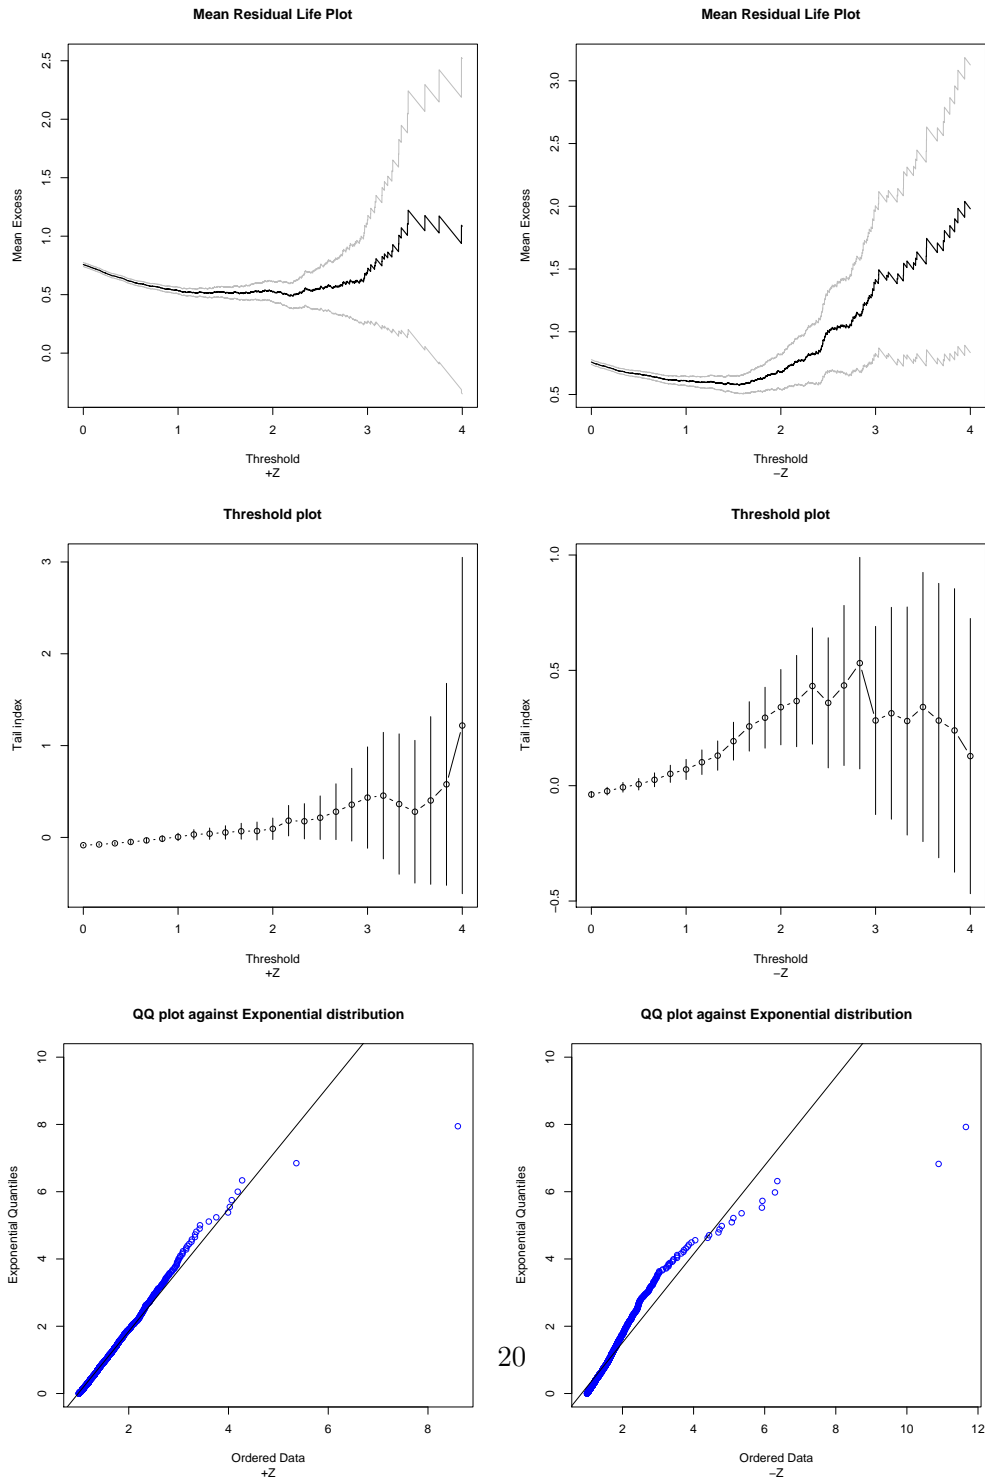 Mean Residual Life Plot
Mean Excess
2.5
2.0
1.5
1.0
0.5
0.0
0 1 2 3 4
Threshold
+Z
Mean Residual Life Plot
Mean Excess
3.0
2.5
2.0
1.5
1.0
0.5
0 1 2 3 4
Threshold
−Z
Threshold plot
Tail index
3
2
1
0
0 1 2 3 4
Threshold
+Z
Threshold plot
Tail index
1.0
0.5
0.0
−0.5
0 1 2 3 4
Threshold
−Z
QQ plot against Exponential distribution
Exponential Quantiles
10
8
6
4
2
0
2 4 6 8
Ordered Data
+Z
QQ plot against Exponential distribution
Exponential Quantiles
10
8
6
4
2
0
2 4 6 8 10 12
Ordered Data
−Z
20